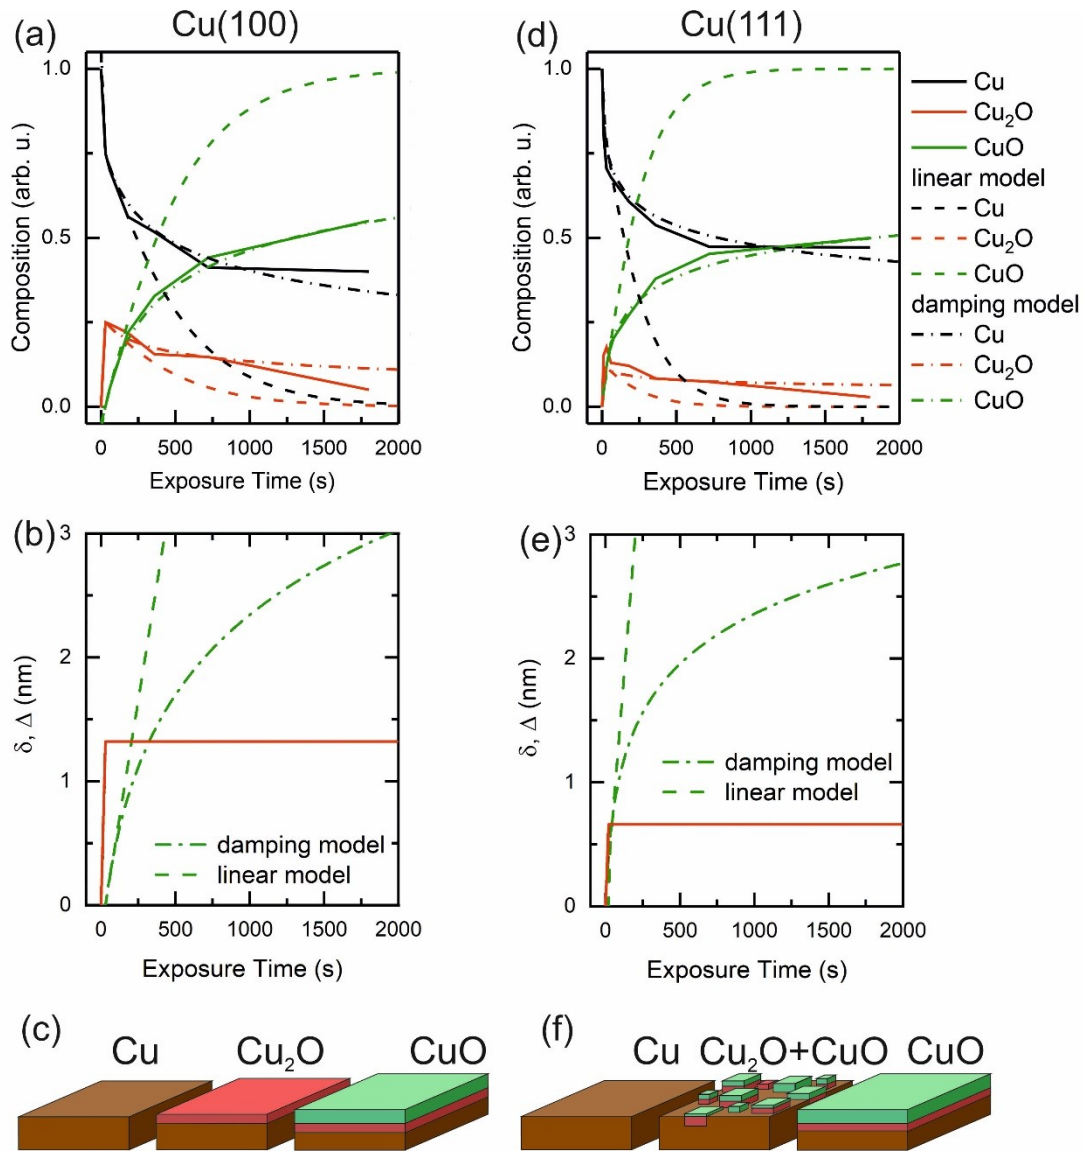 (a) Cu(100)
Composition (arb. u.)
1.0
0.5
0.0
0 500 1000 1500 2000
Exposure Time (s)
(d) Cu(111)
Composition (arb. u.)
1.0
0.5
0.0
0 500 1000 1500 2000
Exposure Time (s)
Cu
Cu₂O
CuO
linear model
Cu
Cu₂O
CuO
damping model
Cu
Cu₂O
CuO
(b)
δ, Δ (nm)
3
2
1
0
damping model
linear model
0 500 1000 1500 2000
Exposure Time (s)
(e)
δ, Δ (nm)
3
2
1
0
damping model
linear model
0 500 1000 1500 2000
Exposure Time (s)
(c)
Cu Cu₂O CuO
(f)
Cu Cu₂O+CuO CuO